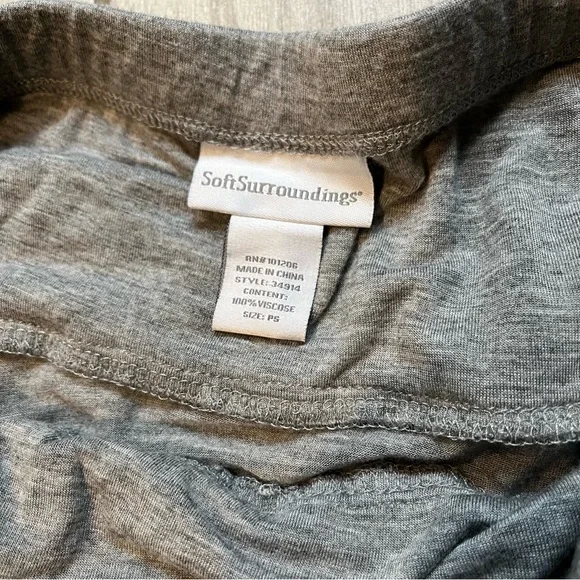 SoftSurroundings®
RN#101206
MADE IN CHINA
STYLE: 34914
CONTENT:
100%VISCOSE
SIZE: PS